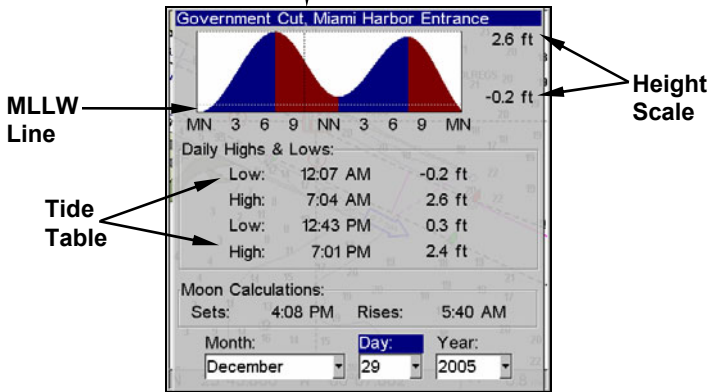 Government Cut, Miami Harbor Entrance
2.6 ft
-0.2 ft
Height
Scale
MLLW
Line
MN 3 6 9 NN 3 6 9 MN
Daily Highs & Lows:
Low: 12:07 AM -0.2 ft
High: 7:04 AM 2.6 ft
Low: 12:43 PM 0.3 ft
High: 7:01 PM 2.4 ft
Tide
Table
Moon Calculations:
Sets: 4:08 PM Rises: 5:40 AM
Month: Day: Year:
December 29 2005